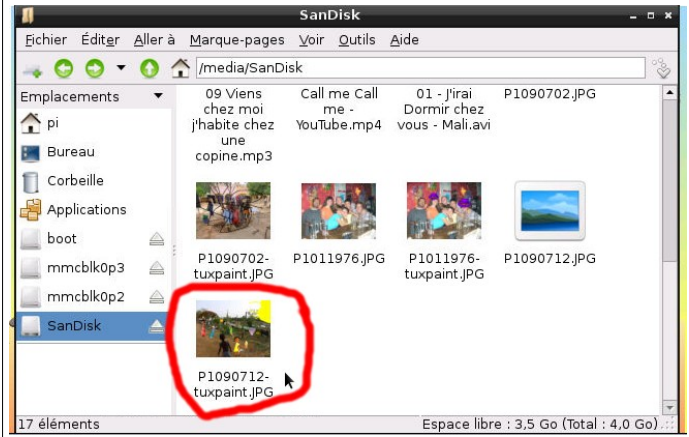 SanDisk
Fichier Éditer Aller à Marque-pages Voir Outils Aide
/media/SanDisk
Emplacements
pi
Bureau
Corbeille
Applications
boot
mmcblk0p3
mmcblk0p2
SanDisk
09 Viens
chez moi
j'habite chez
une
copine.mp3
Call me Call
me -
YouTube.mp4
01 - J'irai
Dormir chez
vous - Mali.avi
P1090702.JPG
P1090702-
tuxpaint.JPG
P1011976.JPG
P1011976-
tuxpaint.JPG
P1090712.JPG
P1090712-
tuxpaint.JPG
17 éléments
Espace libre : 3,5 Go (Total : 4,0 Go)